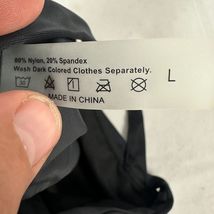 80% Nylon, 20% Spandex
Wash Dark Colored Clothes Separately.
L
MADE IN CHINA